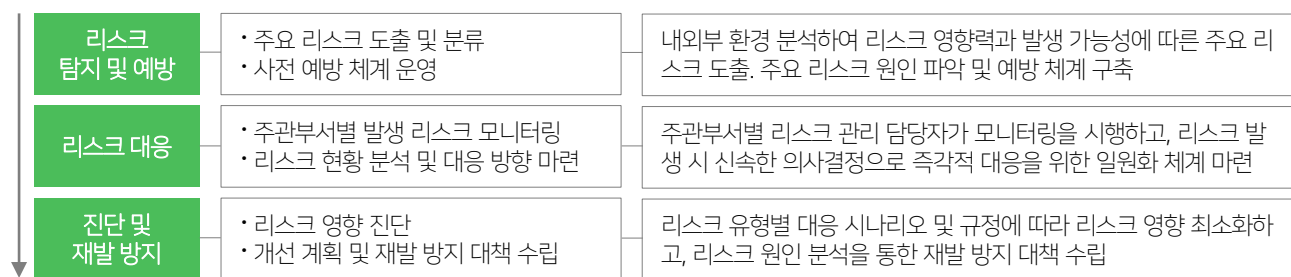 리스크
탐지 및 예방
• 주요 리스크 도출 및 분류
• 사전 예방 체계 운영
내외부 환경 분석하여 리스크 영향력과 발생 가능성에 따른 주요 리
스크 도출. 주요 리스크 원인 파악 및 예방 체계 구축
리스크 대응
• 주관부서별 발생 리스크 모니터링
• 리스크 현황 분석 및 대응 방향 마련
주관부서별 리스크 관리 담당자가 모니터링을 시행하고, 리스크 발
생 시 신속한 의사결정으로 즉각적 대응을 위한 일원화 체계 마련
진단 및
재발 방지
• 리스크 영향 진단
• 개선 계획 및 재발 방지 대책 수립
리스크 유형별 대응 시나리오 및 규정에 따라 리스크 영향 최소화하
고, 리스크 원인 분석을 통한 재발 방지 대책 수립